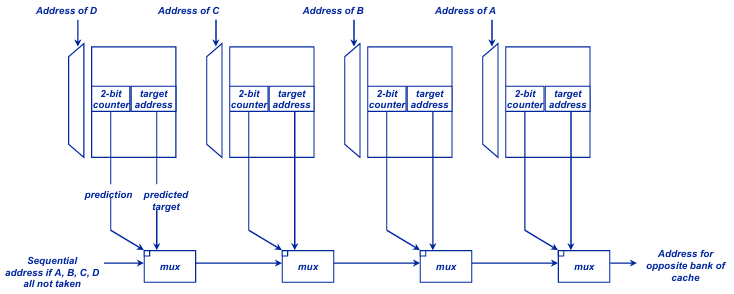 Address of D
Address of C
Address of B
Address of A
2-bit counter
target address
2-bit counter
target address
2-bit counter
target address
2-bit counter
target address
prediction
predicted
target
Sequential
address if A, B, C, D
all not taken
mux
mux
mux
mux
Address for
opposite bank of
cache